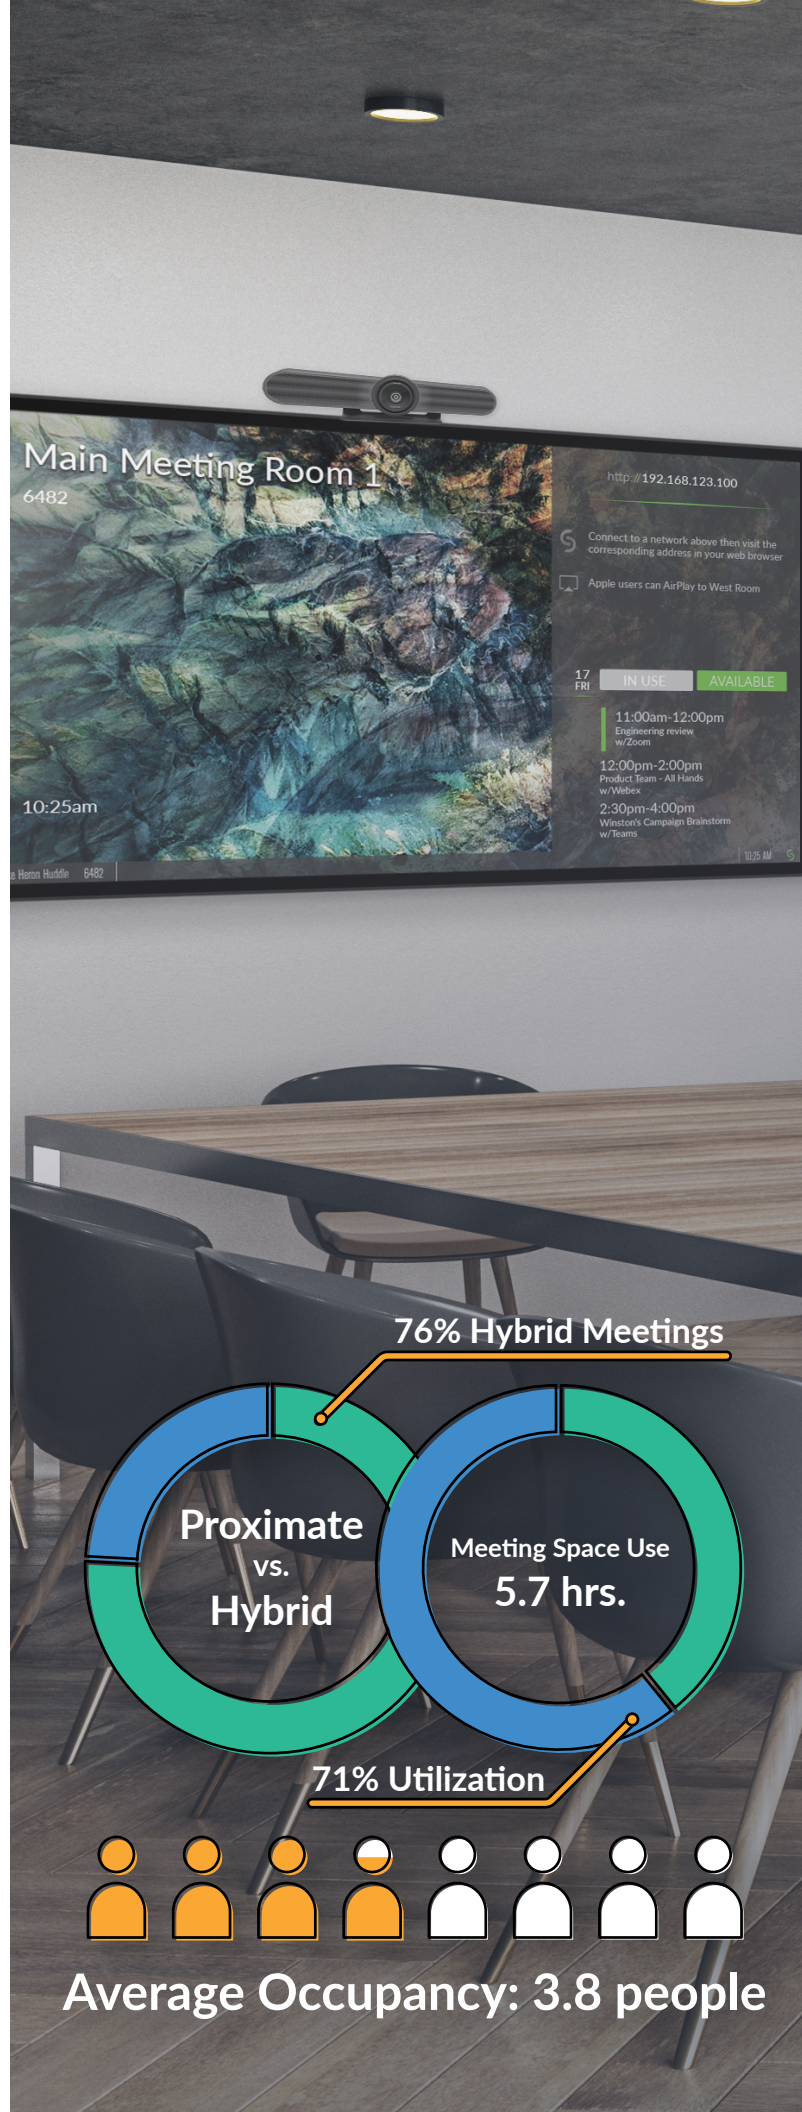 Main Meeting Room 1
6482
http://192.168.123.100
Connect to a network above then visit the
corresponding address in your web browser
Apple users can AirPlay to West Room
17
FRI
IN USE
AVAILABLE
11:00am-12:00pm
Engineering review
w/Zoom
12:00pm-2:00pm
Product Team - All Hands
w/Webex
2:30pm-4:00pm
Winston's Campaign Brainstorm
w/Teams
10:25am
Heron Huddle 6482
10:25 AM
76% Hybrid Meetings
Proximate
vs.
Hybrid
Meeting Space Use
5.7 hrs.
71% Utilization
Average Occupancy: 3.8 people